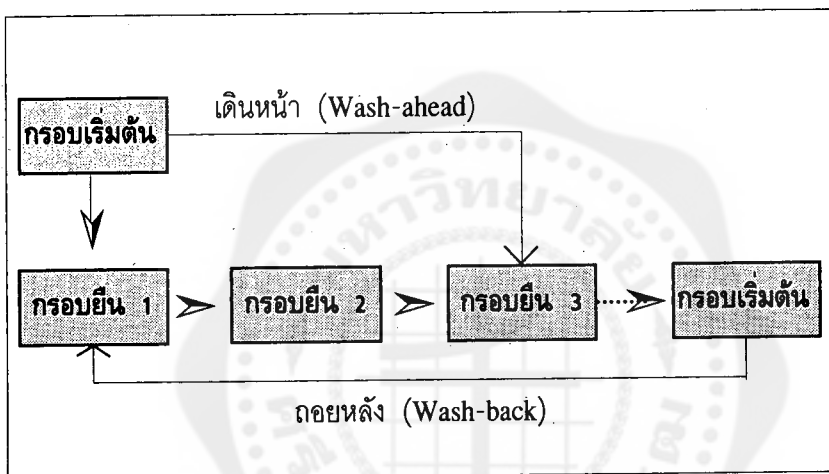 เดินหน้า (Wash-ahead)
กรอบเริ่มต้น
กรอบยืน 1
กรอบยืน 2
กรอบยืน 3
กรอบเริ่มต้น
ถอยหลัง (Wash-back)